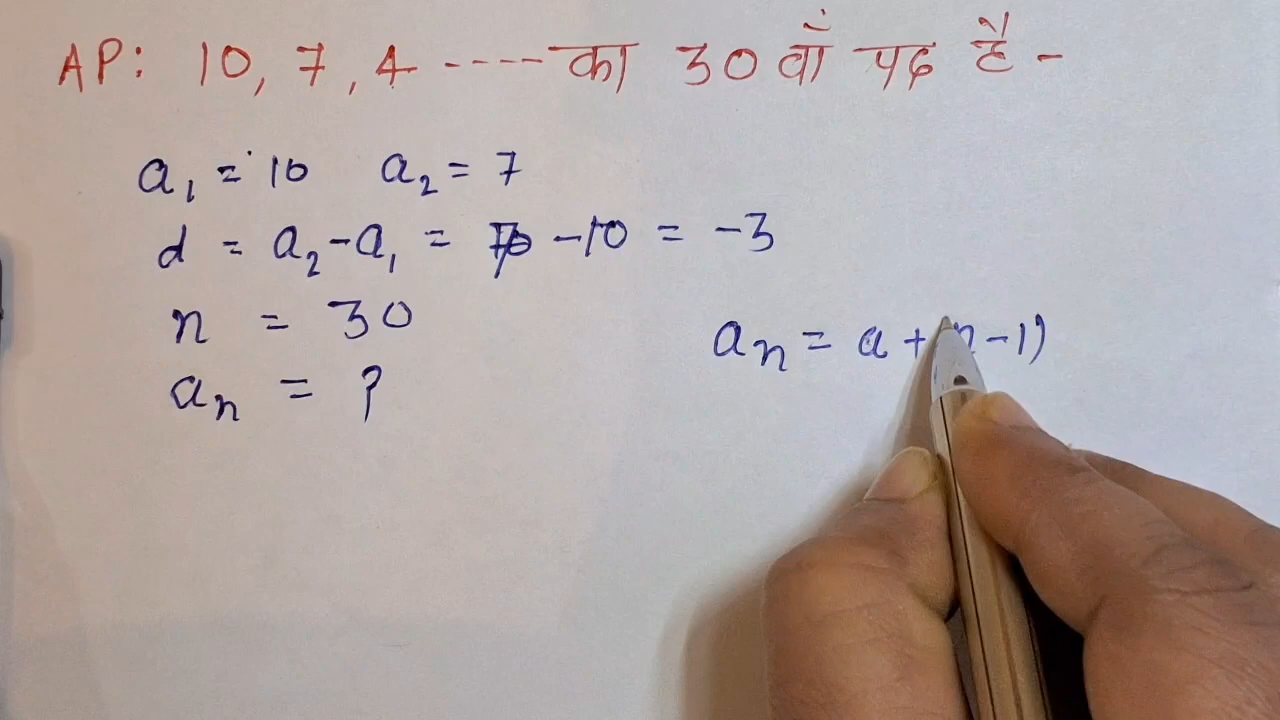 AP: 10, 7, 4 ---- का 30 वाँ पद है -
a₁ = 10 a₂ = 7
d = a₂ - a₁ = 7 - 10 = -3
n = 30
aₙ = a + (n - 1)
aₙ = ?